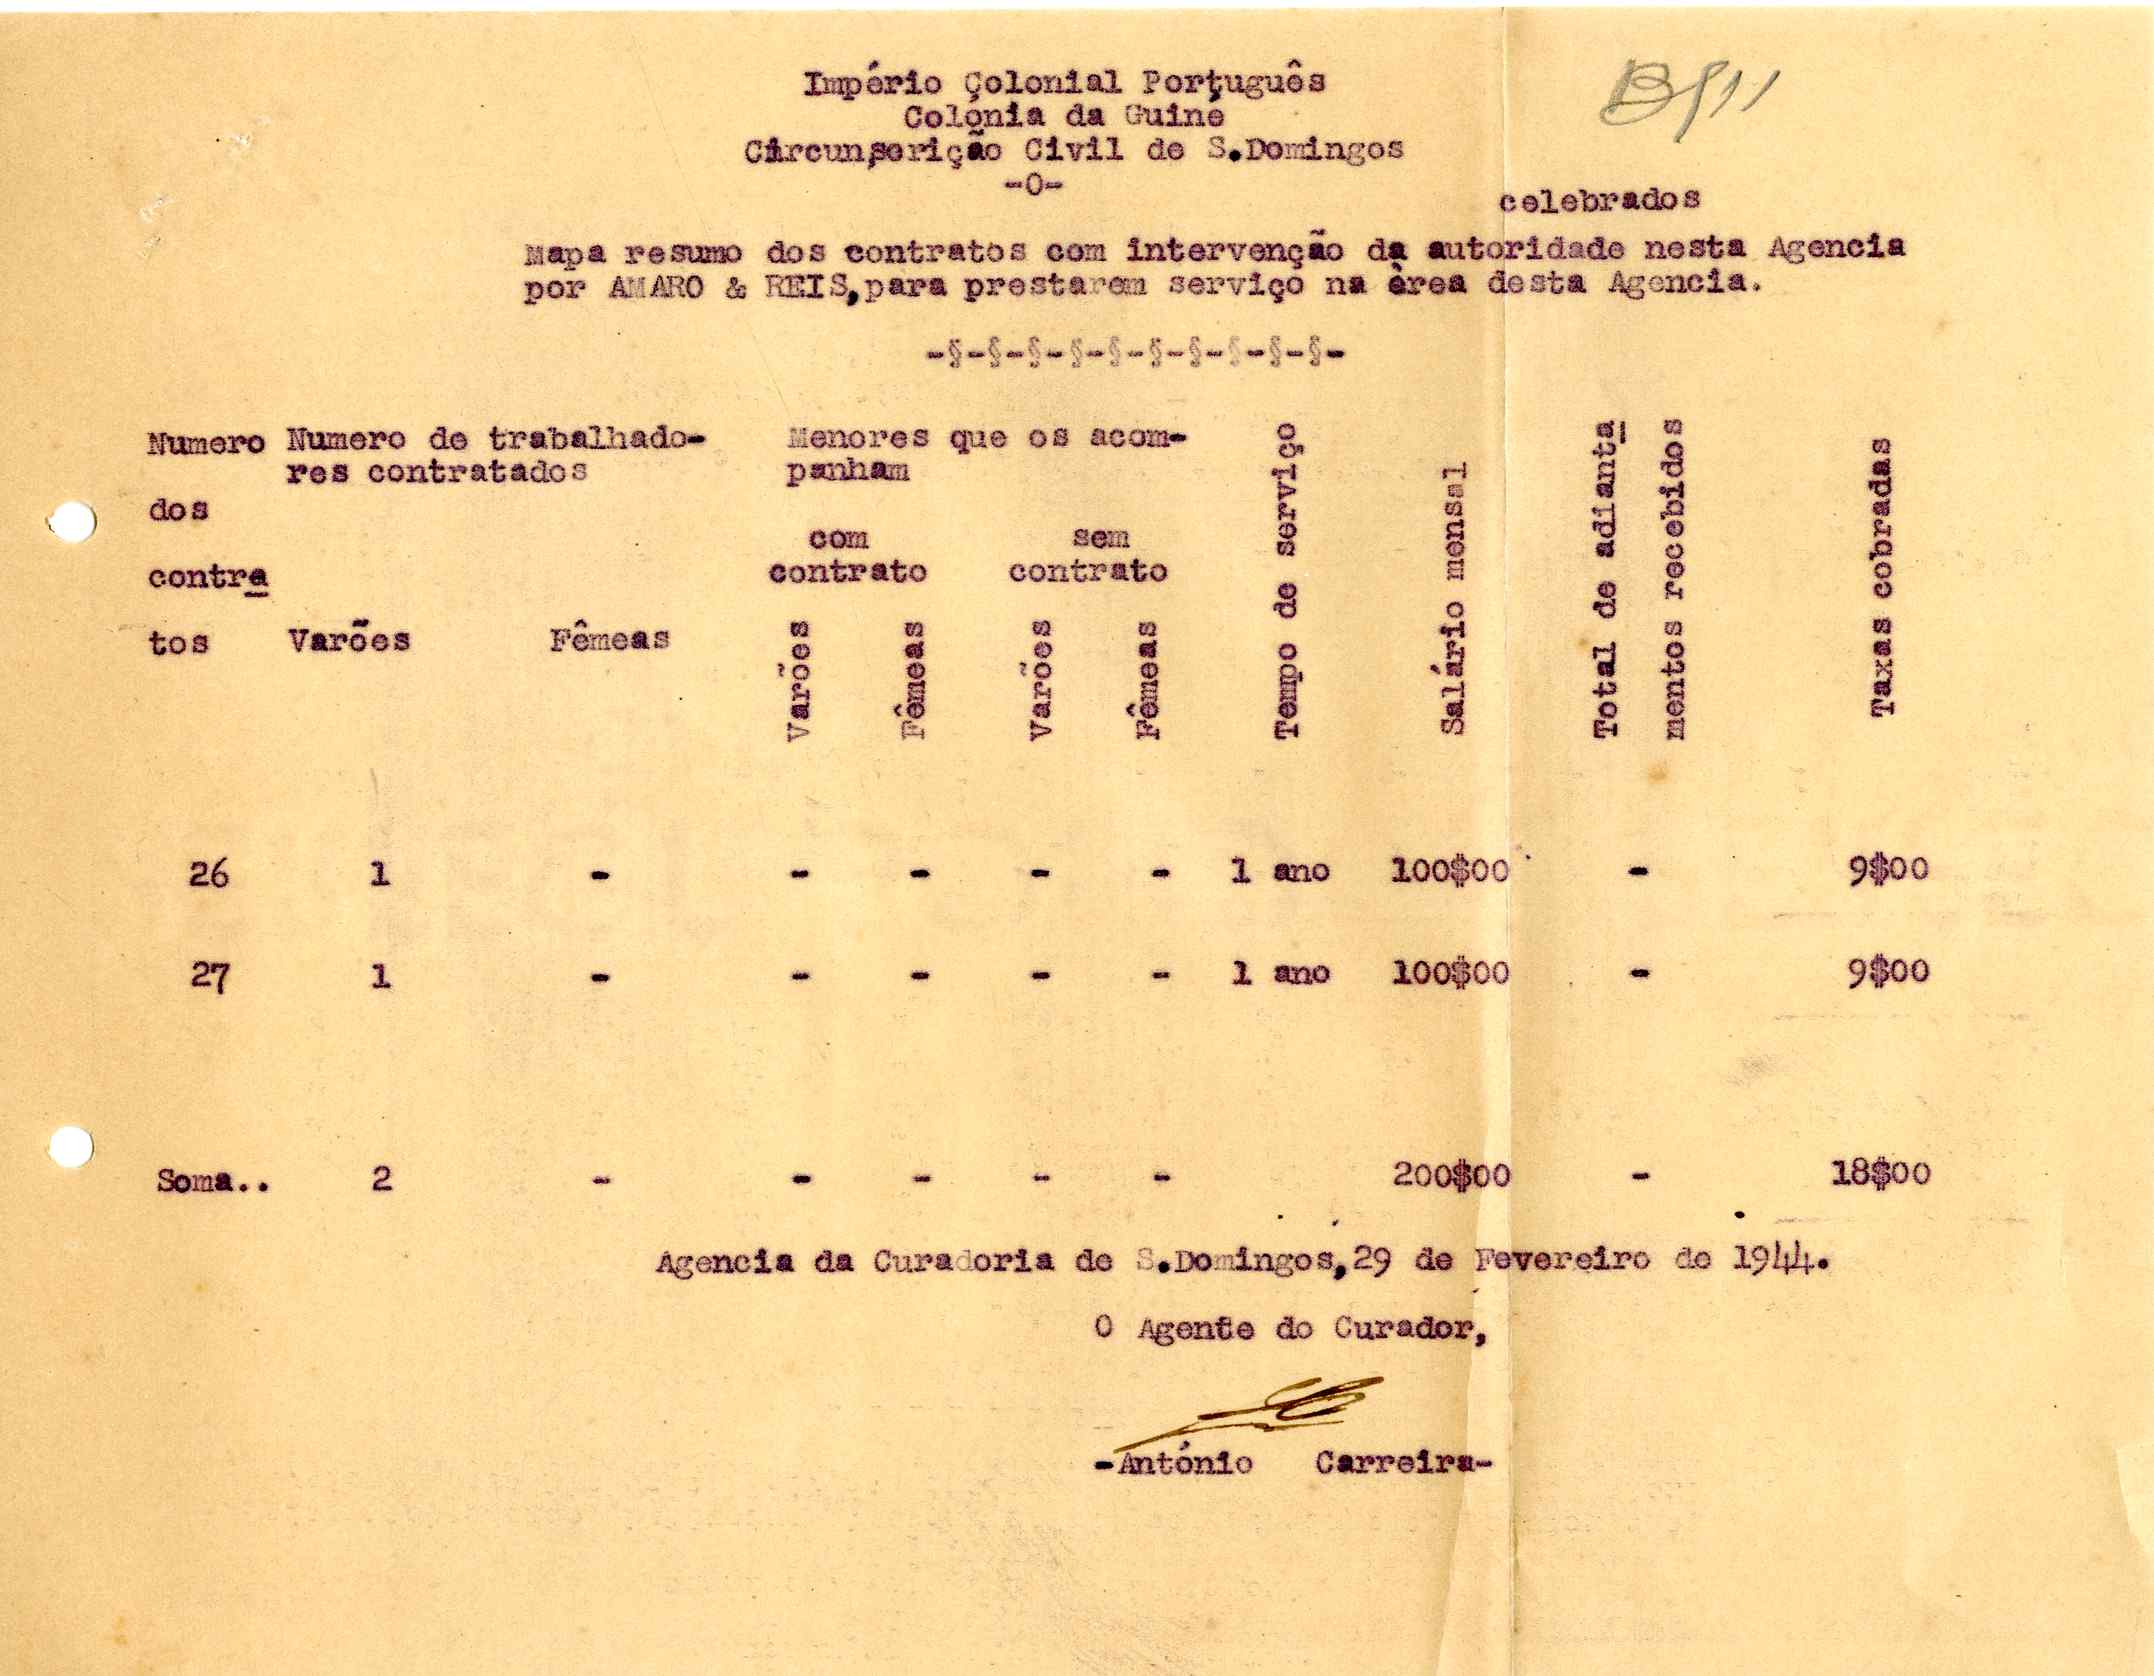 Império Colonial Português
Colónia da Guiné
Circunscrição Civil de S.Domingos
-O-
celebrados
Mapa resumo dos contratos com intervenção da autoridade nesta Agencia
por AMARO & REIS,para prestarem serviço na èrea desta Agencia.
-§-§-§-§-§-§-§-§-§-§-
Numero dos contra tos
Numero de trabalhado-
res contratados
Varões Fêmeas
Menores que os acom-
panham
com contrato
sem contrato
Varões
Fêmeas
Varões
Fêmeas
Tempo de serviço
Salário mensal
Total de adianta
mentos recebidos
Taxas cobradas
26 1 - - - - - 1 ano 100$00 - 9$00
27 1 - - - - - 1 ano 100$00 - 9$00
Soma.. 2 - - - - - 200$00 - 18$00
Agencia da Curadoria de S.Domingos,29 de Fevereiro de 1944.
O Agente do Curador,
-António Carreira-